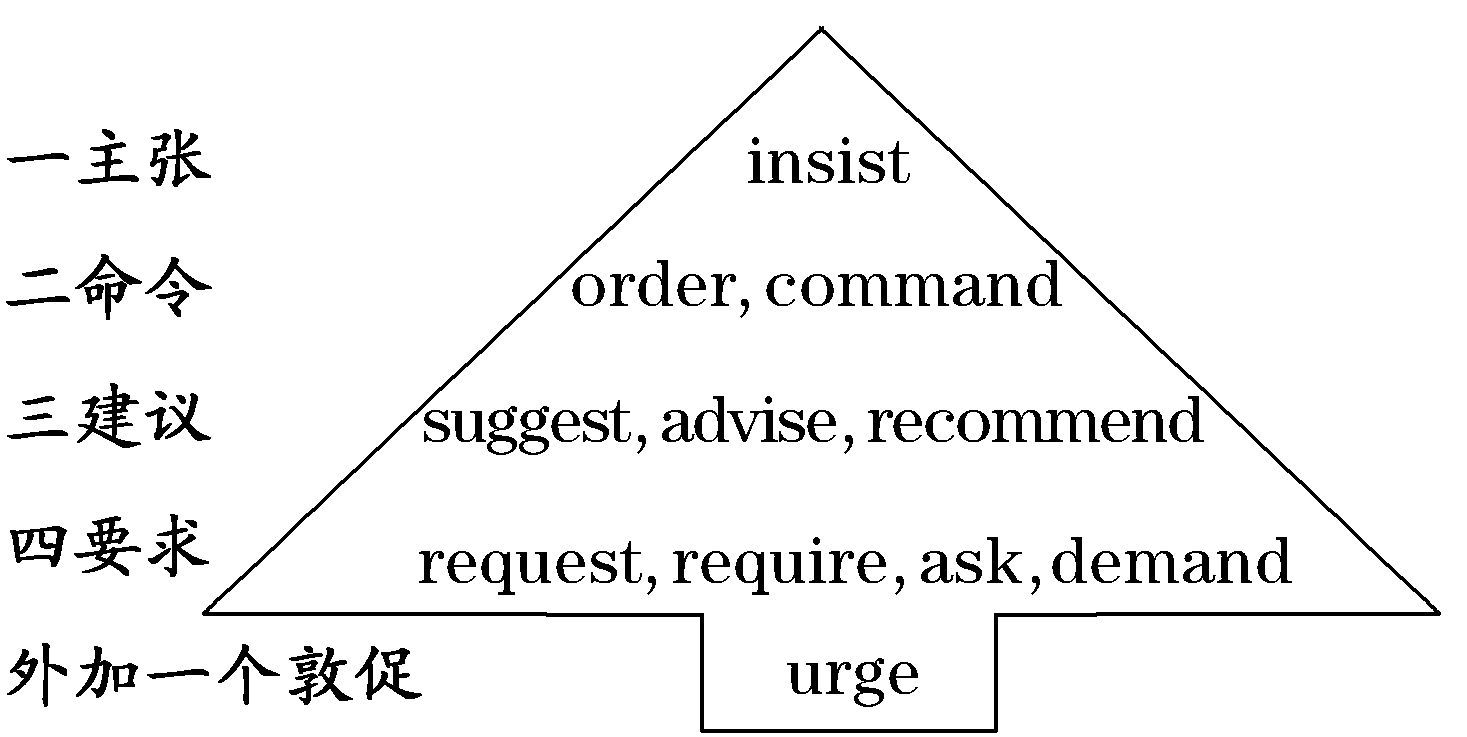 一主张 insist
二命令 order, command
三建议 suggest, advise, recommend
四要求 request, require, ask, demand
外加一个敦促 urge